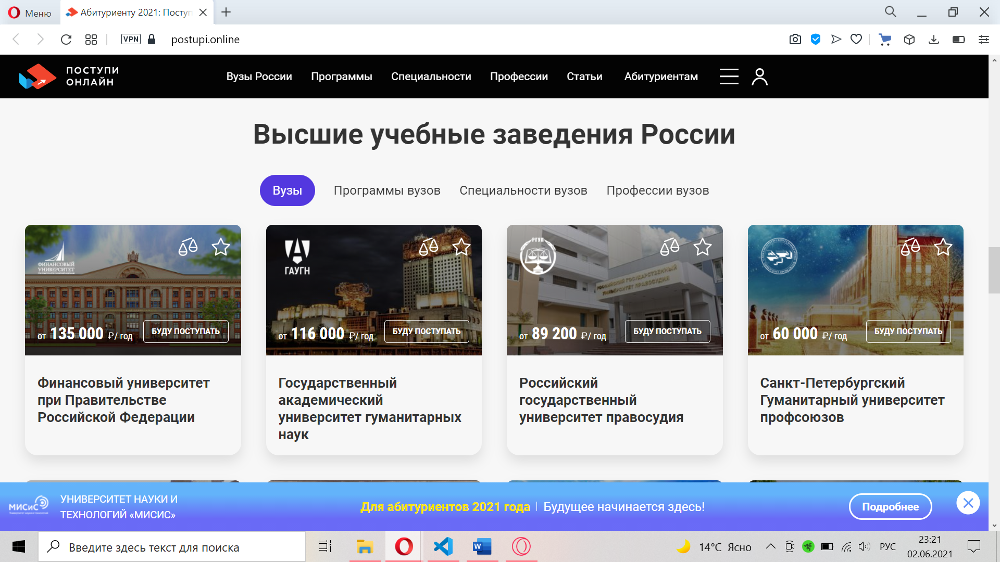 Меню
Абитуриенту 2021: Поступ
VPN
postupi.online
ПОСТУПИ
ОНЛАЙН
Вузы России
Программы
Специальности
Профессии
Статьи
Абитуриентам
Высшие учебные заведения России
Вузы
Программы вузов
Специальности вузов
Профессии вузов
ФИНАНСОВЫЙ
УНИВЕРСИТЕТ
от 135 000 ₽/ год
БУДУ ПОСТУПАТЬ
Финансовый университет
при Правительстве
Российской Федерации
ГАУГН
от 116 000 ₽/ год
БУДУ ПОСТУПАТЬ
Государственный
академический
университет гуманитарных
наук
РГУП
РОССИЙСКИЙ ГОСУДАРСТВЕННЫЙ
УНИВЕРСИТЕТ ПРАВОСУДИЯ
от 89 200 ₽/ год
БУДУ ПОСТУПАТЬ
Российский
государственный
университет правосудия
от 60 000 ₽/ год
БУДУ ПОСТУПАТЬ
Санкт-Петербургский
Гуманитарный университет
профсоюзов
МИСиС
УНИВЕРСИТЕТ НАУКИ И
ТЕХНОЛОГИЙ «МИСИС»
Для абитуриентов 2021 года | Будущее начинается здесь!
Подробнее
Введите здесь текст для поиска
14°C Ясно
РУС
23:21
02.06.2021